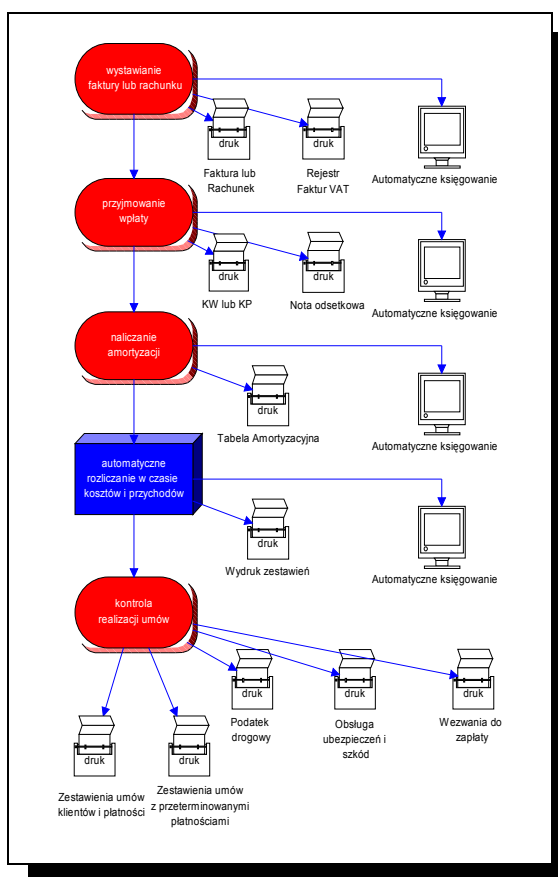 wystawianie
faktury lub rachunku
druk
druk
Faktura lub
Rachunek
Rejestr
Faktur VAT
Automatyczne księgowanie
przyjmowanie
wpłaty
druk
druk
KW lub KP
Nota odsetkowa
Automatyczne księgowanie
naliczanie
amortyzacji
druk
Tabela Amortyzacyjna
Automatyczne księgowanie
automatyczne
rozliczanie w czasie
kosztów i przychodów
druk
Wydruk zestawień
Automatyczne księgowanie
kontrola
realizacji umów
druk
druk
druk
Podatek
drogowy
Obsługa
ubezpieczeń i
szkód
Wezwania do
zapłaty
druk
druk
Zestawienia umów
klientów i płatności
Zestawienia umów
z przeterminowanymi
płatnościami